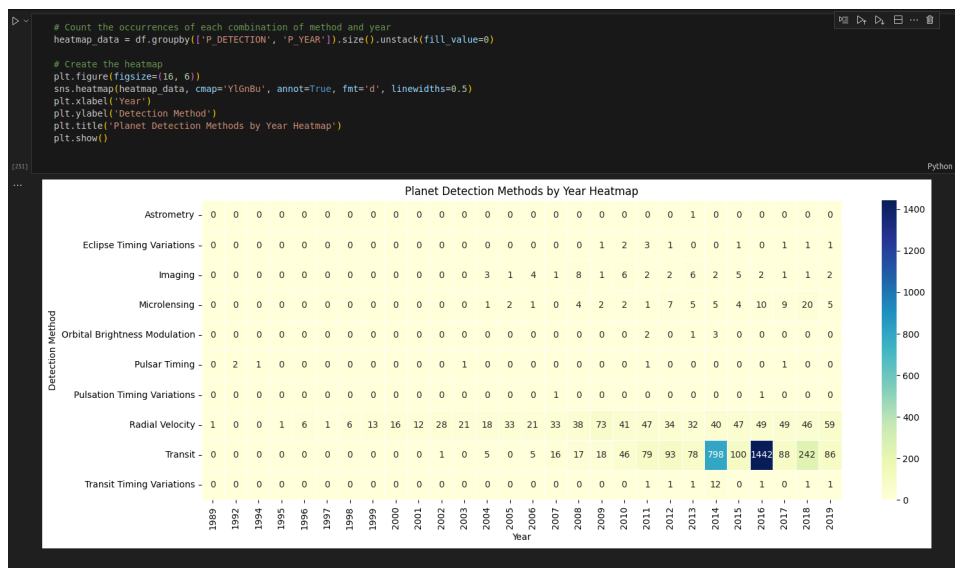 # Count the occurrences of each combination of method and year
heatmap_data = df.groupby(['P_DETECTION', 'P_YEAR']).size().unstack(fill_value=0)
# Create the heatmap
plt.figure(figsize=(16, 6))
sns.heatmap(heatmap_data, cmap='YlGnBu', annot=True, fmt='d', linewidths=0.5)
plt.xlabel('Year')
plt.ylabel('Detection Method')
plt.title('Planet Detection Methods by Year Heatmap')
plt.show()
[251]
Python
Planet Detection Methods by Year Heatmap
Detection Method
Astrometry 0 0 0 0 0 0 0 0 0 0 0 0 0 0 0 0 0 0 0 0 0 1 0 0 0 0 0 0
Eclipse Timing Variations 0 0 0 0 0 0 0 0 0 0 0 0 0 0 0 0 0 1 2 3 1 0 0 1 0 1 1 1
Imaging 0 0 0 0 0 0 0 0 0 0 0 0 3 1 4 1 8 1 6 2 2 6 2 5 2 1 1 2
Microlensing 0 0 0 0 0 0 0 0 0 0 0 0 1 2 1 0 4 2 2 1 7 5 5 4 10 9 20 5
Orbital Brightness Modulation 0 0 0 0 0 0 0 0 0 0 0 0 0 0 0 0 0 0 0 2 0 1 3 0 0 0 0 0
Pulsar Timing 0 2 1 0 0 0 0 0 0 0 0 1 0 0 0 0 0 0 0 1 0 0 0 0 0 1 0 0
Pulsation Timing Variations 0 0 0 0 0 0 0 0 0 0 0 0 0 0 0 1 0 0 0 0 0 0 0 0 1 0 0 0
Radial Velocity 1 0 0 1 6 1 6 13 16 12 28 21 18 33 21 33 38 73 41 47 34 32 40 47 49 49 46 59
Transit 0 0 0 0 0 0 0 0 0 0 1 0 5 0 5 16 17 18 46 79 93 78 798 100 1442 88 242 86
Transit Timing Variations 0 0 0 0 0 0 0 0 0 0 0 0 0 0 0 0 0 0 0 1 1 1 12 0 1 0 1 1
1989 1992 1994 1995 1996 1997 1998 1999 2000 2001 2002 2003 2004 2005 2006 2007 2008 2009 2010 2011 2012 2013 2014 2015 2016 2017 2018 2019
Year
1400
1200
1000
800
600
400
200
0